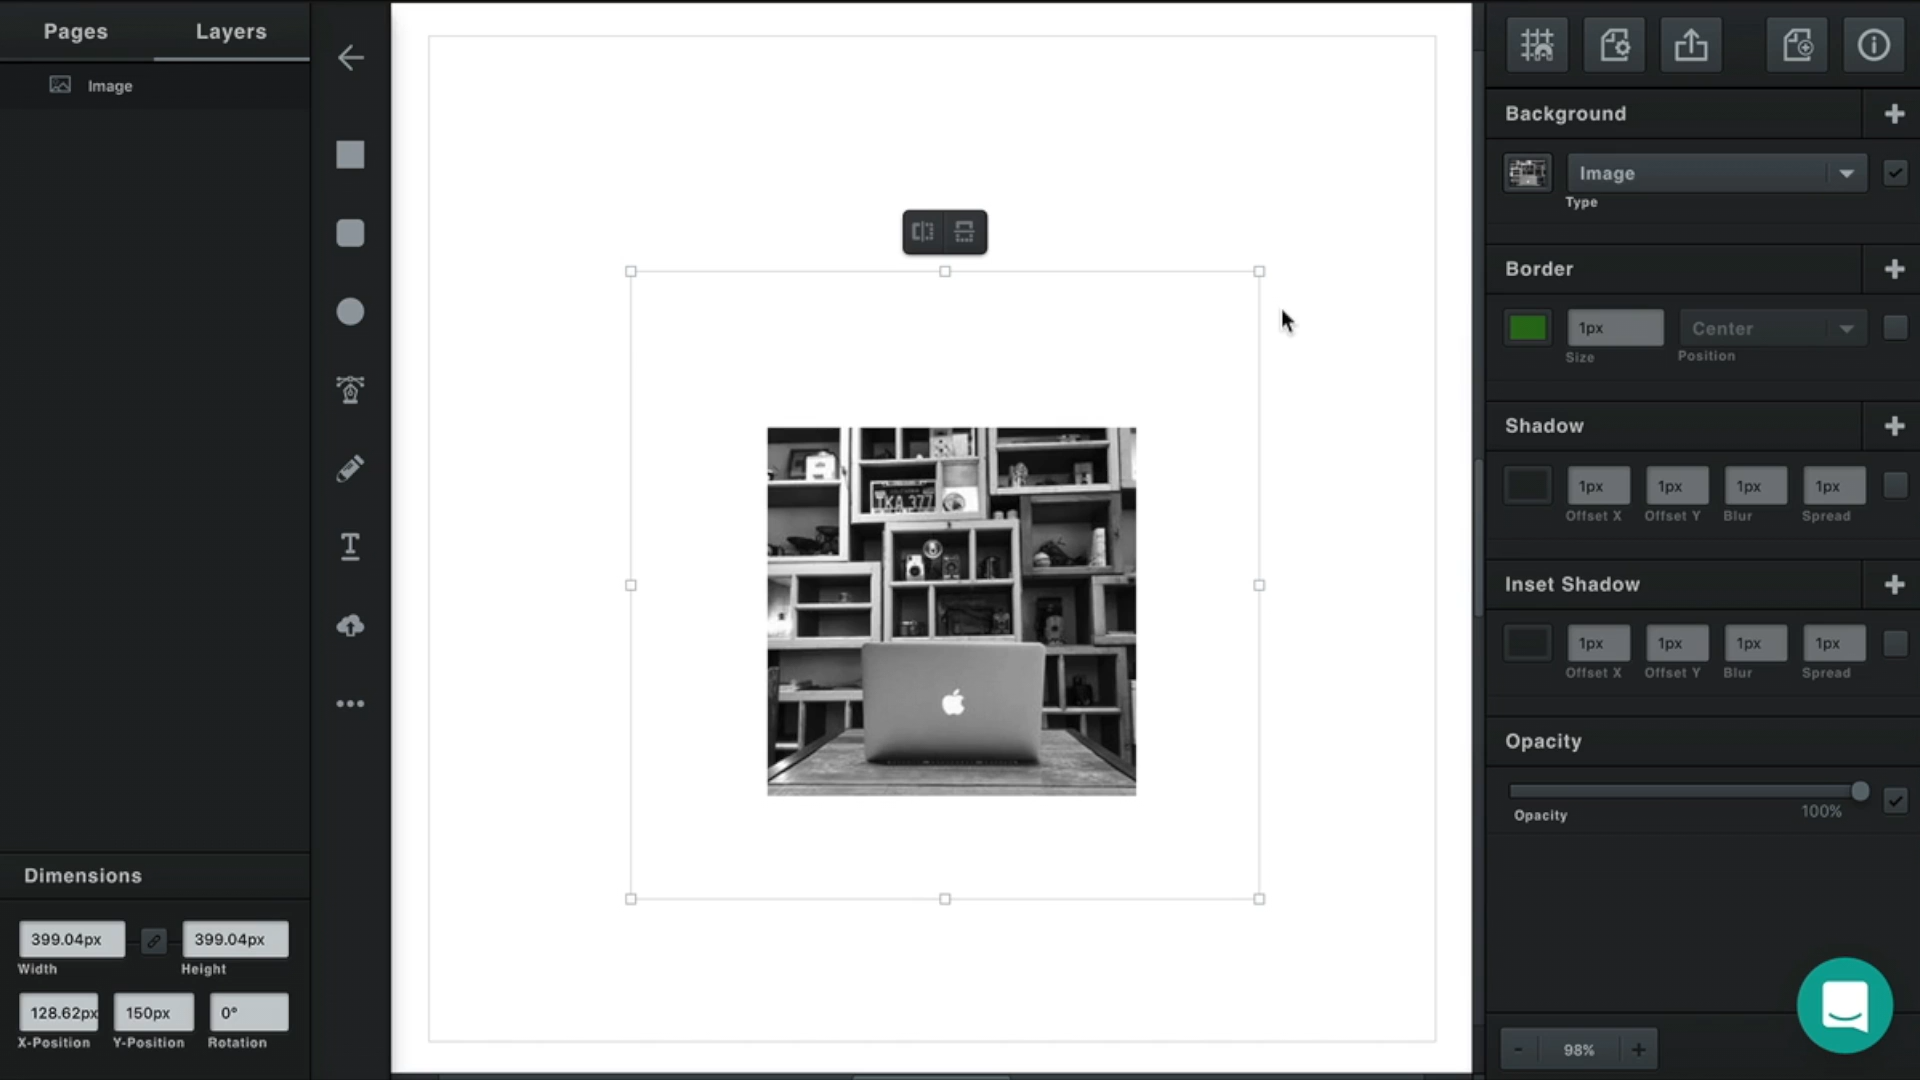 Pages
Layers
Image
Dimensions
399.04px
399.04px
Width
Height
128.62px
150px
0°
X-Position
Y-Position
Rotation
Background
Image
Type
Border
1px
Center
Size
Position
Shadow
1px
1px
1px
1px
Offset X
Offset Y
Blur
Spread
Inset Shadow
1px
1px
1px
1px
Offset X
Offset Y
Blur
Spread
Opacity
Opacity
100%
-
98%
+